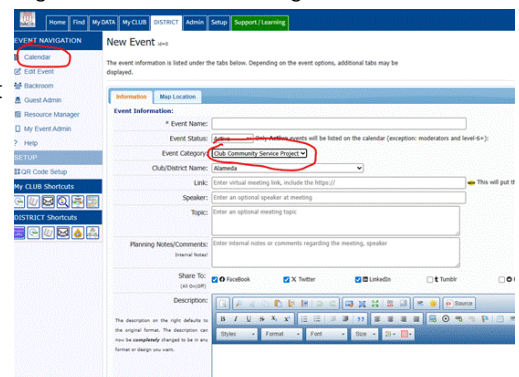 Home Find My DATA My CLUB DISTRICT Admin Setup Support / Learning
EVENT NAVIGATION
Calendar
Edit Event
Backroom
Guest Admin
Resource Manager
My Event Admin
? Help
SETUP
QR Code Setup
My CLUB Shortcuts
DISTRICT Shortcuts
New Event id=0
The event information is listed under the tabs below. Depending on the event options, additional tabs may be
displayed.
Information Map Location
Event Information:
* Event Name:
Event Status: Active Only Active events will be listed on the calendar (exception: moderators and level-6+):
Event Category: Club Community Service Project
Club/District Name: Alameda
Link: Enter virtual meeting link, include the https:// This will put th
Speaker: Enter an optional speaker at meeting
Topic: Enter an optional meeting topic
Planning Notes/Comments: Enter internal notes or comments regarding the meeting, speaker
Internal Notes!
Share To: FaceBook X Twitter LinkedIn Tumblr
(All On|Off)
Description:
Source
The description on the right defaults to
the original format. The description can
now be completely changed to be in any
format or design you want.
B I U S X x
Styles Format Font Size